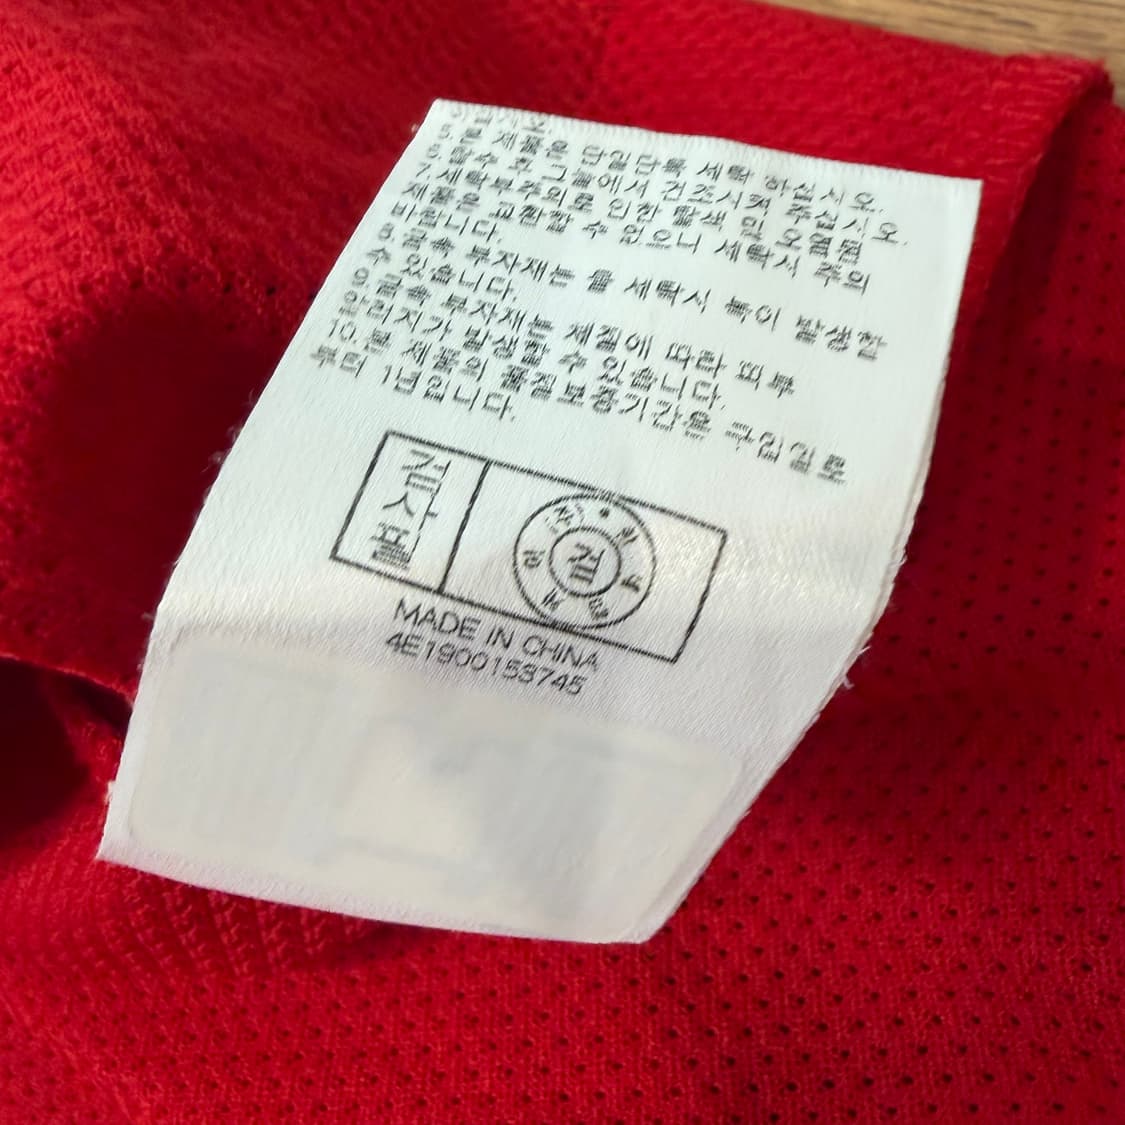 5.본 제품은 단일단독 세탁 하십시오.
6.탈수 후 그늘에서 건조시켜 주십시오.
7.세탁부주의로 인한 탈색 및 오염된
제품은 교환할 수 없으니 세탁시 주의
바랍니다.
8.금속 부자재는 물 세탁시 녹이 발생할
수 있습니다.
9.금속 부자재는 체질에 따라 피부
알러지가 발생할 수 있습니다.
10.본 제품의 품질보증기간은 구입일로
부터 1년입니다.
검사필
검
MADE IN CHINA
4E1900153745